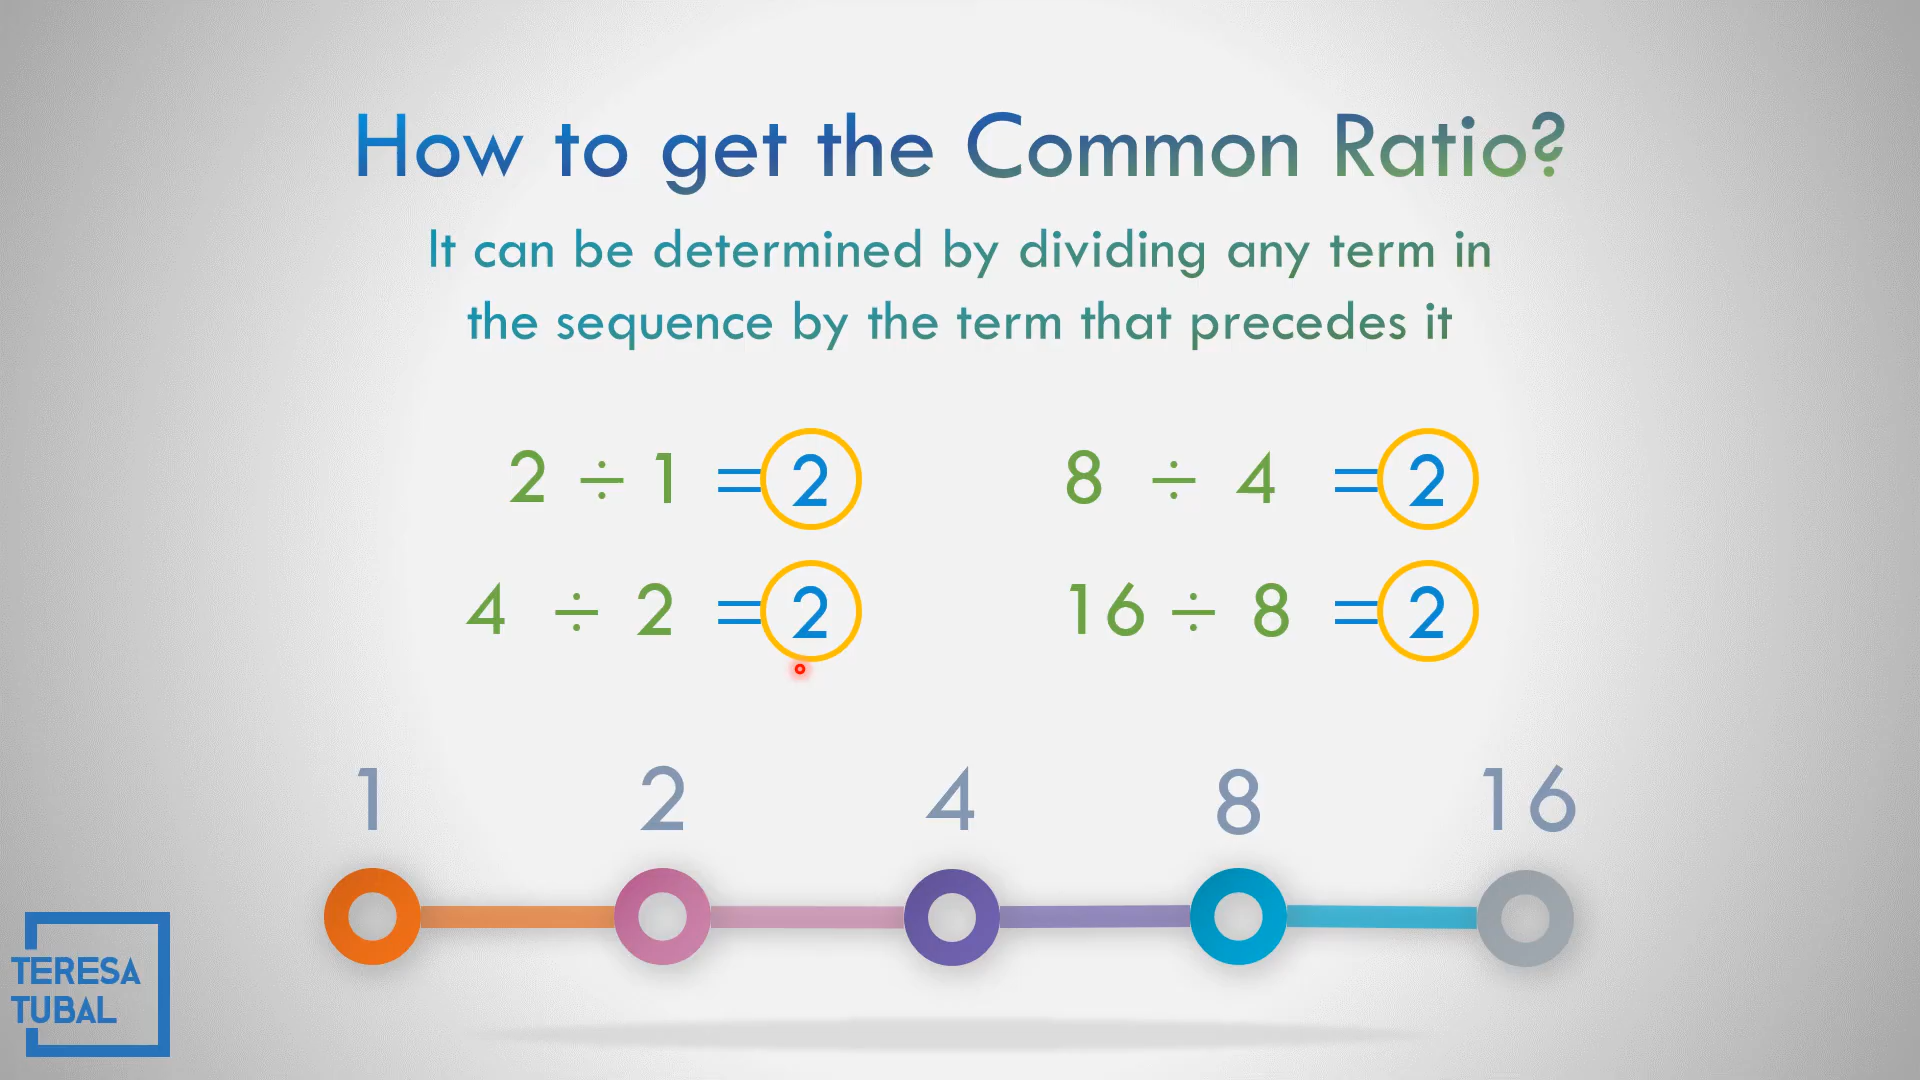 How to get the Common Ratio?
It can be determined by dividing any term in
the sequence by the term that precedes it
2 ÷ 1 = 2
8 ÷ 4 = 2
4 ÷ 2 = 2
16 ÷ 8 = 2
1 2 4 8 16
TERESA
TUBAL